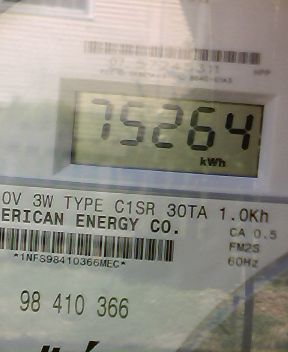 75264
kWh
0V 3W TYPE C1SR 30TA 1.0Kh
ERICAN ENERGY CO.
CA 0.5
FM2S
60Hz
*1NFS98410366MEC*
98 410 366